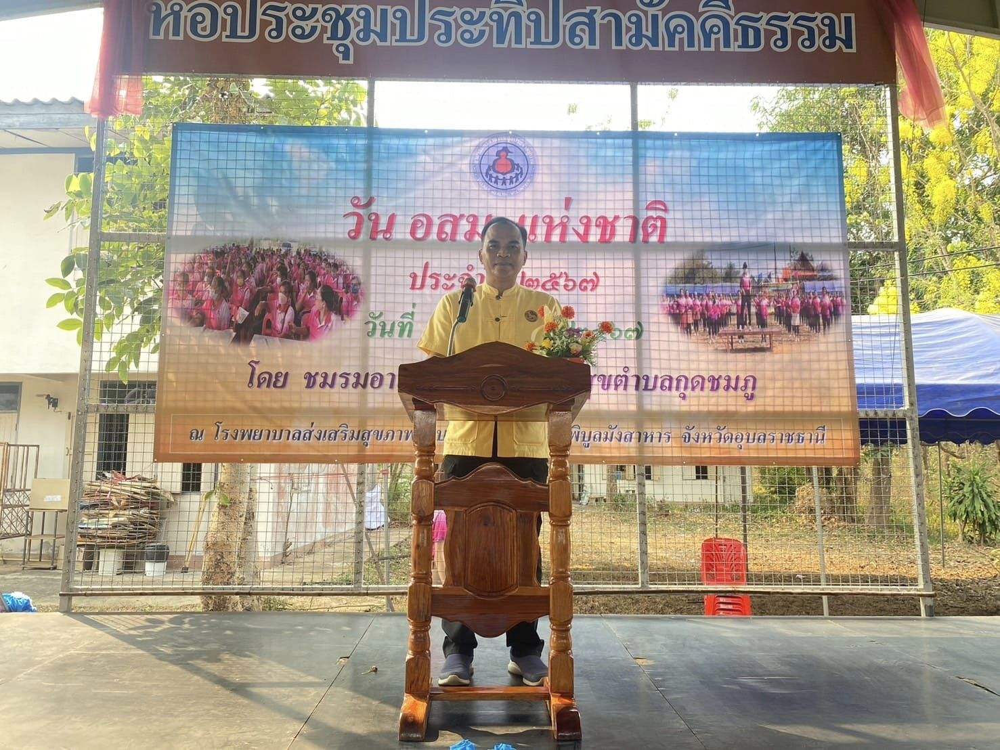 หอประชุมประทีปสามัคคีธรรม
วัน อสม แห่งชาติ
ประจำ ๒๕๖๗
วันที่ ๒๕๖๗
โดย ชมรมอา สุขตำบลกุดชมภู
ณ โรงพยาบาลส่งเสริมสุขภาพ พิบูลมังสาหาร จังหวัดอุบลราชธานี